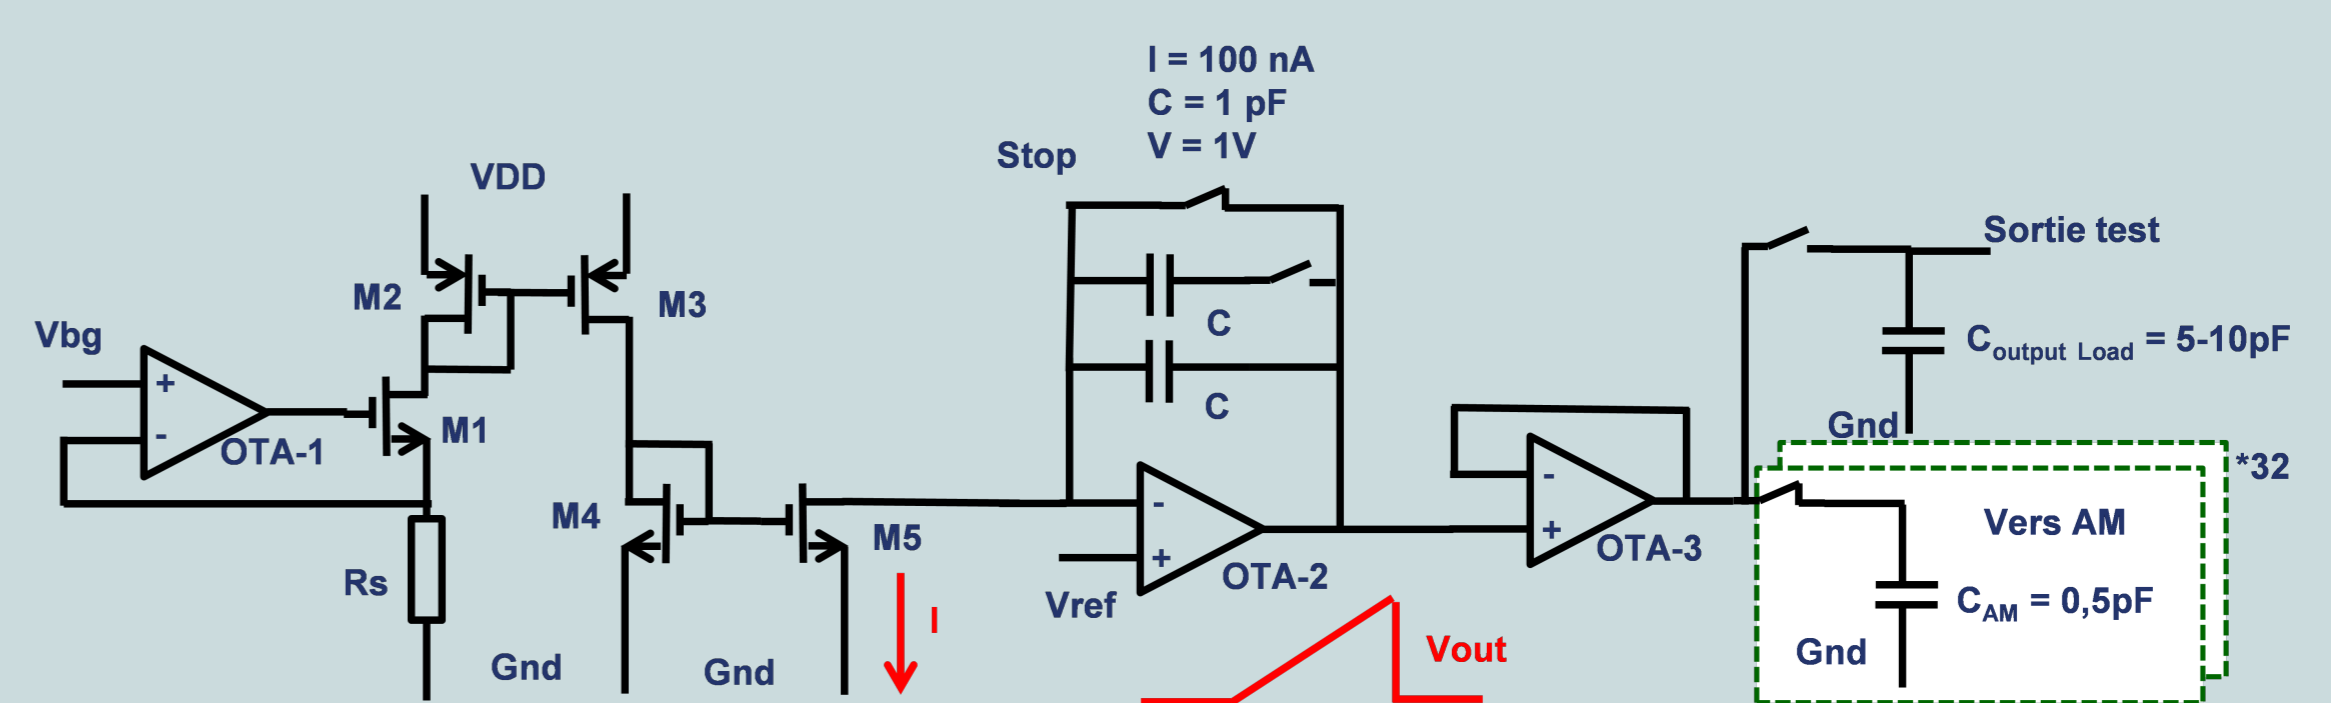 I = 100 nA
C = 1 pF
V = 1V
Stop
VDD
Sortie test
M2
M3
Vbg
C
Coutput Load = 5-10pF
+
-
OTA-1
M1
C
Gnd
*32
M4
M5
-
+
OTA-2
Vref
-
+
OTA-3
Vers AM
Rs
I
CAM = 0,5pF
Gnd
Gnd
Gnd
Vout